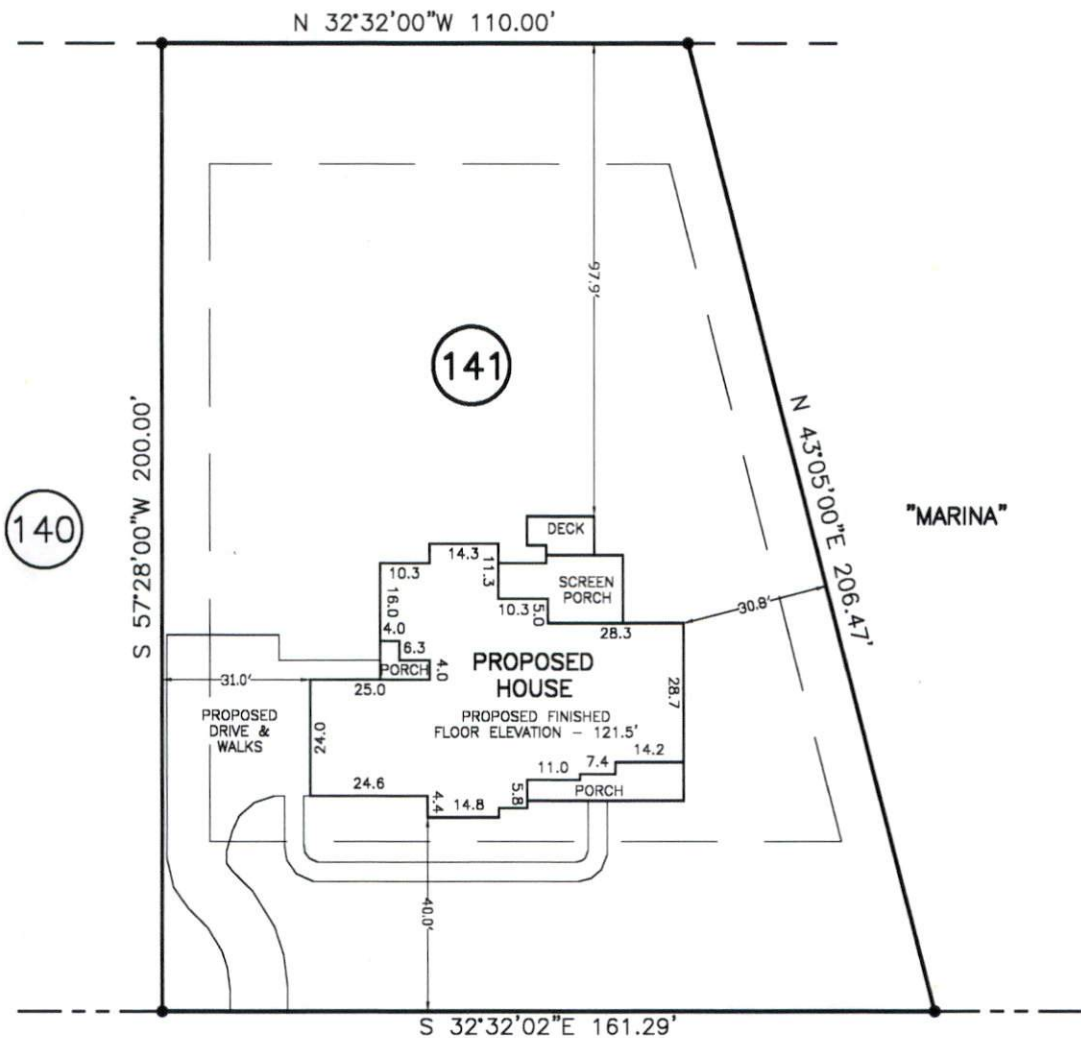 N 32°32'00"W 110.00'
97.9'
141
S 57°28'00"W 200.00'
N 43°05'00"E 206.47'
140
"MARINA"
DECK
14.3
10.3
11.3
SCREEN
PORCH
16.0
10.3
5.0
30.8'
4.0
28.3
6.3
PORCH
4.0
PROPOSED
HOUSE
31.0'
25.0
28.7
PROPOSED
DRIVE &
WALKS
24.0
PROPOSED FINISHED
FLOOR ELEVATION – 121.5'
14.2
7.4
11.0
24.6
PORCH
4.4
14.8
5.8
40.0'
S 32°32'02"E 161.29'